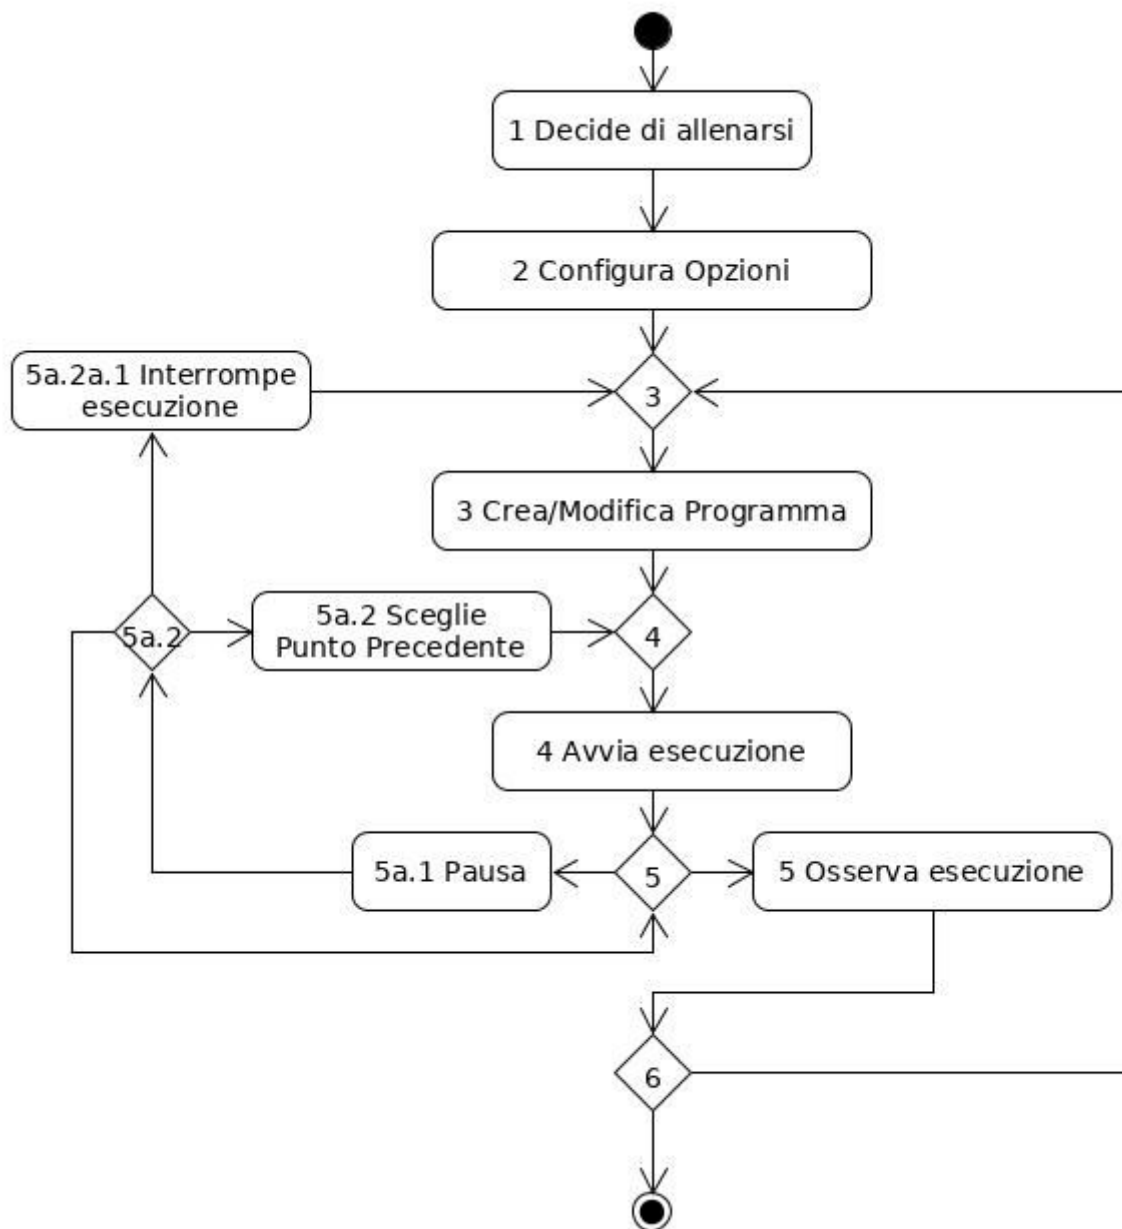 1 Decide di allenarsi
2 Configura Opzioni
5a.2a.1 Interrompe
esecuzione
3
3 Crea/Modifica Programma
5a.2
5a.2 Sceglie
Punto Precedente
4
4 Avvia esecuzione
5a.1 Pausa
5
5 Osserva esecuzione
6